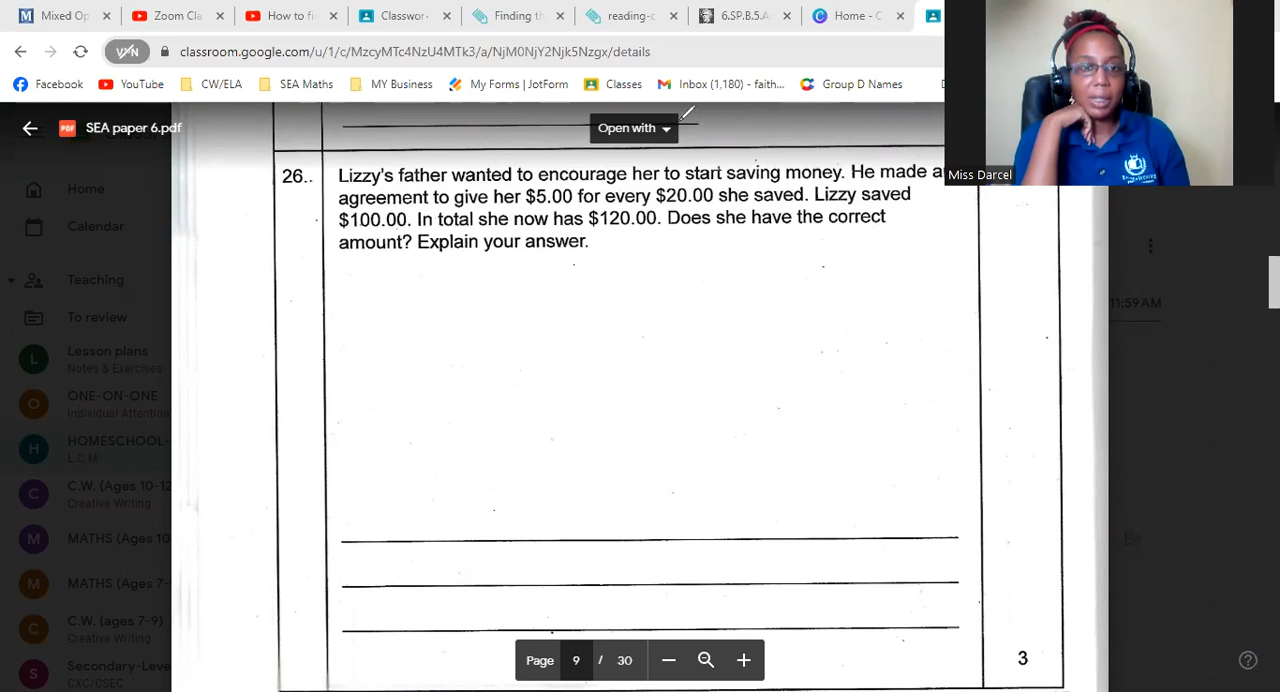 Mixed Op
Zoom Cla
How to fi
Classwor
Finding th
reading-c
6.SP.B.5.A
Home - C
classroom.google.com/u/1/c/MzcyMTc4NzU4MTk3/a/NjM0NjY2Njk5Nzgx/details
Facebook
YouTube
CW/ELA
SEA Maths
MY Business
My Forms | JotForm
Classes
Inbox (1,180) - faith...
Group D Names
PDF
SEA paper 6.pdf
Open with
Miss Darcel
26..
Lizzy's father wanted to encourage her to start saving money. He made a
agreement to give her $5.00 for every $20.00 she saved. Lizzy saved
$100.00. In total she now has $120.00. Does she have the correct
amount? Explain your answer.
Home
Calendar
Teaching
To review
L
Lesson plans
Notes & Exercises
O
ONE-ON-ONE
Individual Attention
H
HOMESCHOOL-
L.C.M
C
C.W. (Ages 10-12
Creative Writing
M
MATHS (Ages 10
M
MATHS (Ages 7-
C
C.W. (ages 7-9)
Creative Writing
S
Secondary-Leve
CXC/CSEC
11:59 AM
Page 9 / 30
3